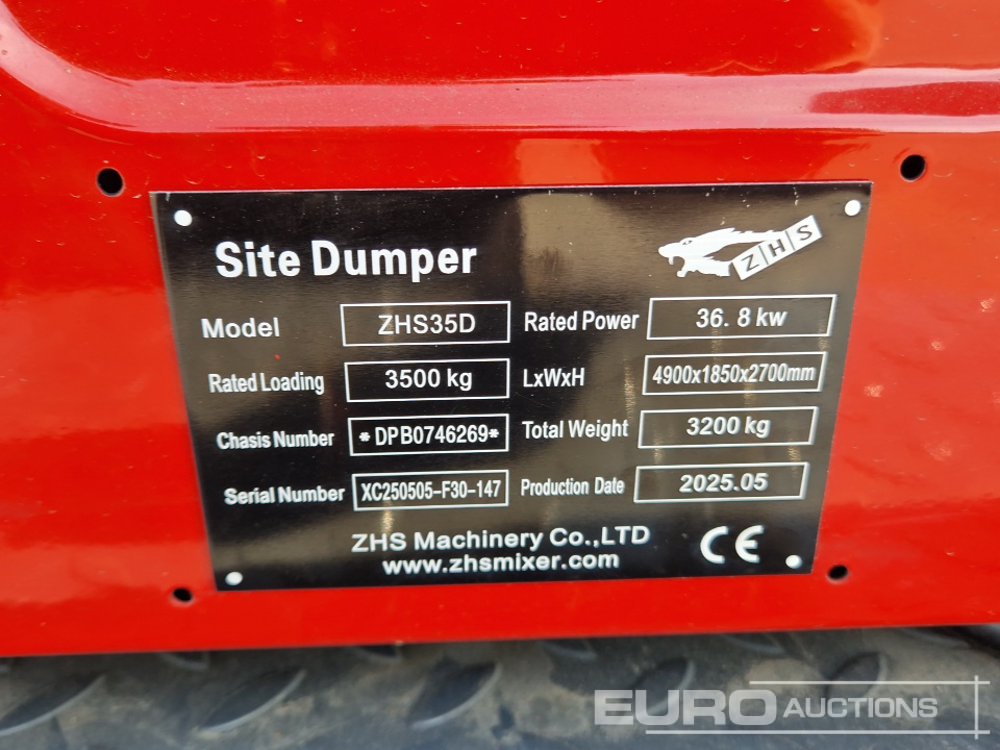 Site Dumper
ZHS
Model ZHS35D Rated Power 36.8 kw
Rated Loading 3500 kg LxWxH 4900x1850x2700mm
Chasis Number *DPB0746269* Total Weight 3200 kg
Serial Number XC250505-F30-147 Production Date 2025.05
ZHS Machinery Co.,LTD
www.zhsmixer.com
CE
EURO AUCTIONS